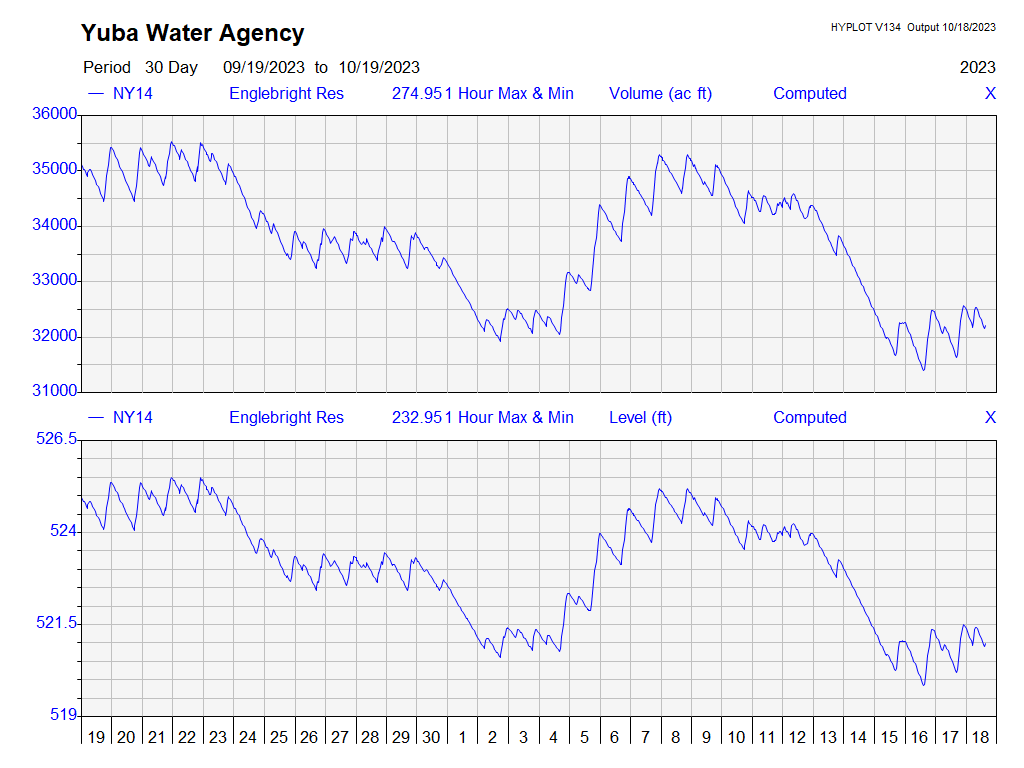 Yuba Water Agency
HYPLOT V134 Output 10/18/2023
Period 30 Day 09/19/2023 to 10/19/2023 2023
NY14 Englebright Res 274.951 Hour Max & Min Volume (ac ft) Computed X
36000
35000
34000
33000
32000
31000
NY14 Englebright Res 232.951 Hour Max & Min Level (ft) Computed X
526.5
524
521.5
519
19 20 21 22 23 24 25 26 27 28 29 30 1 2 3 4 5 6 7 8 9 10 11 12 13 14 15 16 17 18